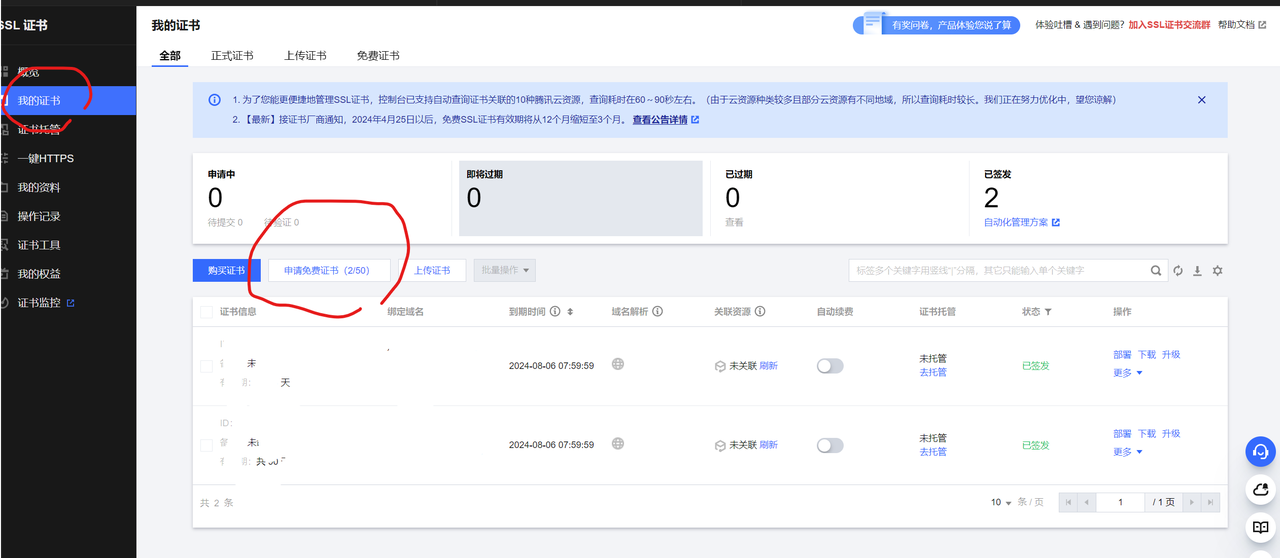 SSL 证书
概览
我的证书
证书托管
一键HTTPS
我的资料
操作记录
证书工具
我的权益
证书监控
我的证书
有奖问卷，产品体验您说了算
体验吐槽 & 遇到问题? 加入SSL证书交流群 帮助文档
全部 正式证书 上传证书 免费证书
1. 为了您能更便捷地管理SSL证书，控制台已支持自动查询证书关联的10种腾讯云资源，查询耗时在60～90秒左右。（由于云资源种类较多且部分云资源有不同地域，所以查询耗时较长。我们正在努力优化中，望您谅解）
2.【最新】接证书厂商通知，2024年4月25日以后，免费SSL证书有效期将从12个月缩短至3个月。 查看公告详情
申请中
0
待提交 0 待验证 0
即将过期
0
已过期
0
查看
已签发
2
自动化管理方案
购买证书 申请免费证书（2/50） 上传证书 批量操作
标签多个关键字用竖线"|"分隔，其它只能输入单个关键字
证书信息 绑定域名 到期时间 域名解析 关联资源 自动续费 证书托管 状态 操作
未
天
2024-08-06 07:59:59
未关联 刷新
未托管
去托管
已签发
部署 下载 升级
更多
ID:
未
共
2024-08-06 07:59:59
未关联 刷新
未托管
去托管
已签发
部署 下载 升级
更多
共 2 条
10 条 / 页
1 / 1 页